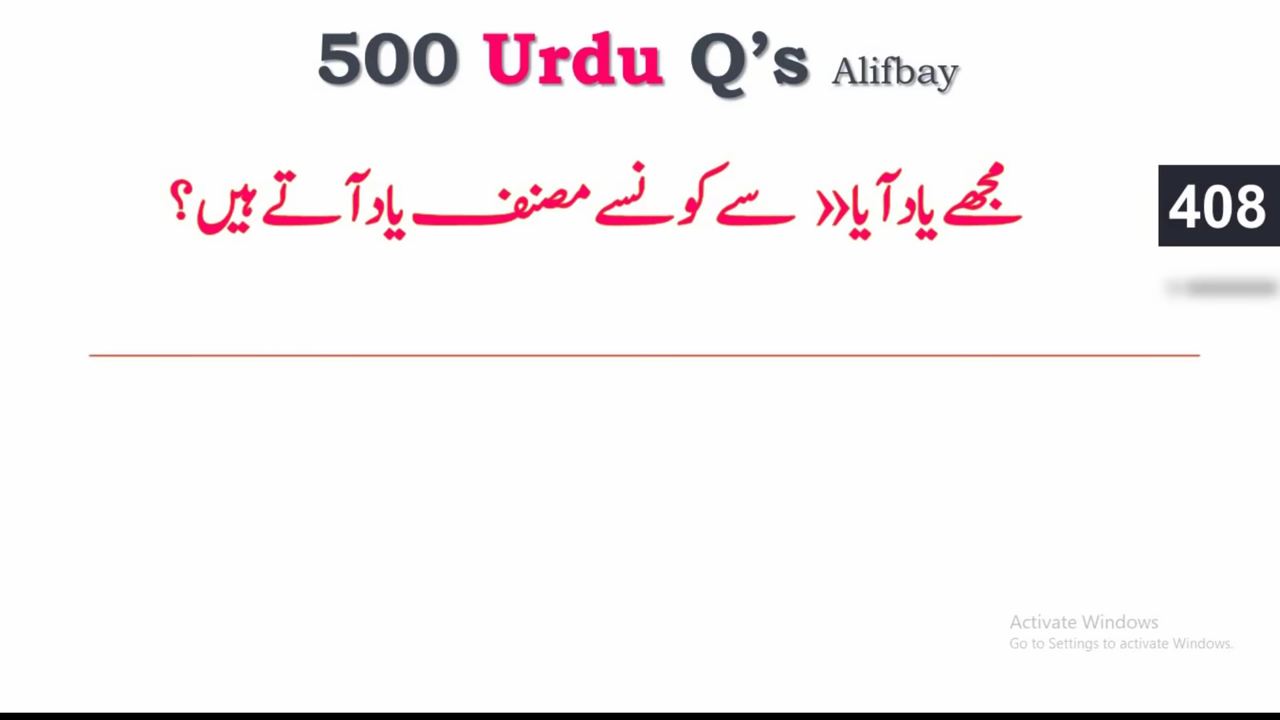 500 Urdu Q’s Alifbay
مجھے یاد آیا» سے کونسے مصنف یاد آتے ہیں؟
408
Activate Windows
Go to Settings to activate Windows.